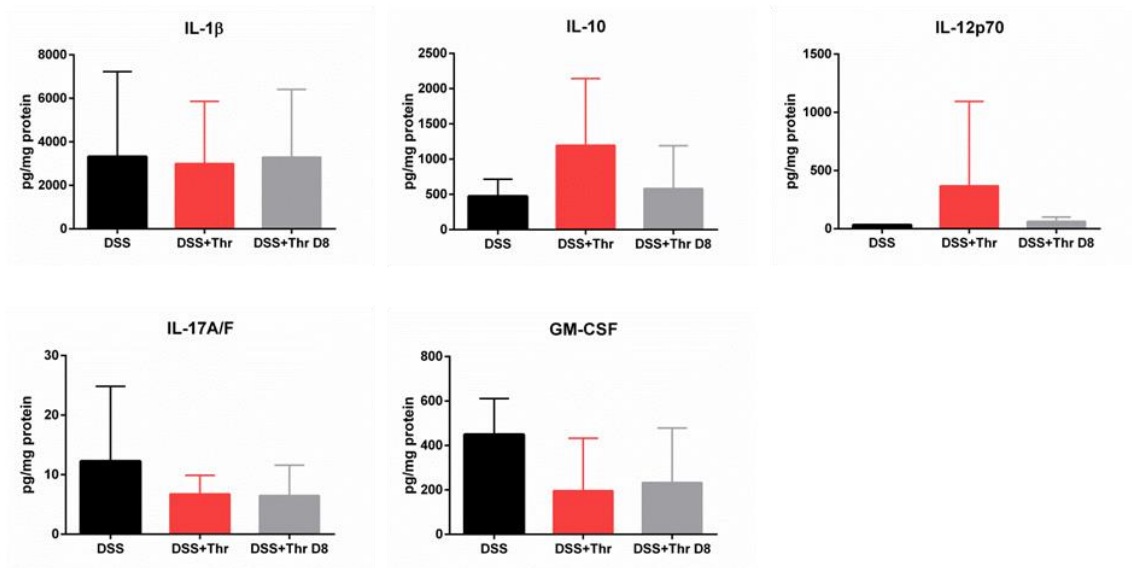 IL-1β
pg/mg protein
8000
6000
4000
2000
0
DSS
DSS+Thr
DSS+Thr D8
IL-10
pg/mg protein
2500
2000
1500
1000
500
0
DSS
DSS+Thr
DSS+Thr D8
IL-12p70
pg/mg protein
1500
1000
500
0
DSS
DSS+Thr
DSS+Thr D8
IL-17A/F
pg/mg protein
30
20
10
0
DSS
DSS+Thr
DSS+Thr D8
GM-CSF
pg/mg protein
800
600
400
200
0
DSS
DSS+Thr
DSS+Thr D8